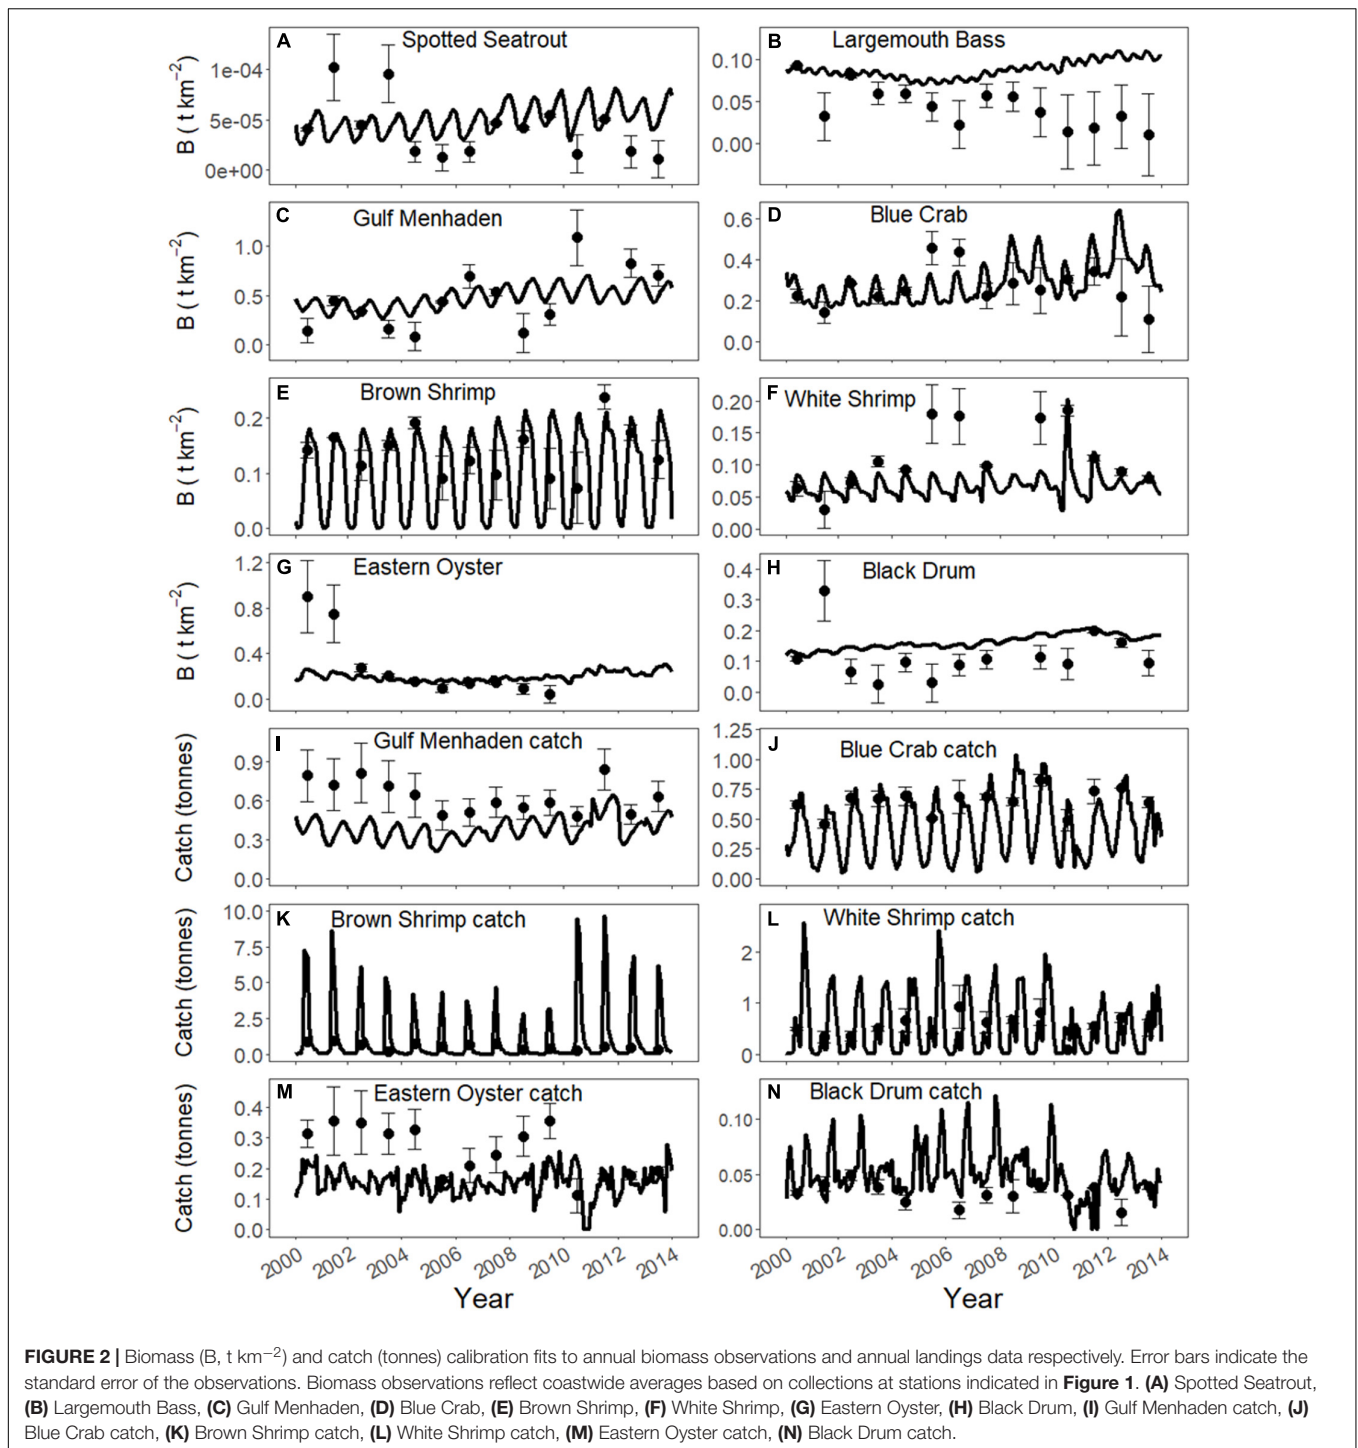 A Spotted Seatrout
B ( t km−2)
1e-04
5e-05
0e+00
B Largemouth Bass
0.10
0.05
0.00
C Gulf Menhaden
B ( t km−2)
1.0
0.5
0.0
D Blue Crab
0.6
0.4
0.2
0.0
E Brown Shrimp
B ( t km−2)
0.2
0.1
0.0
F White Shrimp
0.20
0.15
0.10
0.05
0.00
G Eastern Oyster
B ( t km−2)
1.2
0.8
0.4
0.0
H Black Drum
0.4
0.3
0.2
0.1
0.0
I Gulf Menhaden catch
Catch (tonnes)
0.9
0.6
0.3
0.0
J Blue Crab catch
1.25
1.00
0.75
0.50
0.25
0.00
K Brown Shrimp catch
Catch (tonnes)
10.0
7.5
5.0
2.5
0.0
L White Shrimp catch
2
1
0
M Eastern Oyster catch
Catch (tonnes)
0.4
0.3
0.2
0.1
0.0
N Black Drum catch
0.10
0.05
0.00
2000 2002 2004 2006 2008 2010 2012 2014
Year
2000 2002 2004 2006 2008 2010 2012 2014
Year
FIGURE 2 | Biomass (B, t km−2) and catch (tonnes) calibration fits to annual biomass observations and annual landings data respectively. Error bars indicate the
standard error of the observations. Biomass observations reflect coastwide averages based on collections at stations indicated in Figure 1. (A) Spotted Seatrout,
(B) Largemouth Bass, (C) Gulf Menhaden, (D) Blue Crab, (E) Brown Shrimp, (F) White Shrimp, (G) Eastern Oyster, (H) Black Drum, (I) Gulf Menhaden catch, (J)
Blue Crab catch, (K) Brown Shrimp catch, (L) White Shrimp catch, (M) Eastern Oyster catch, (N) Black Drum catch.